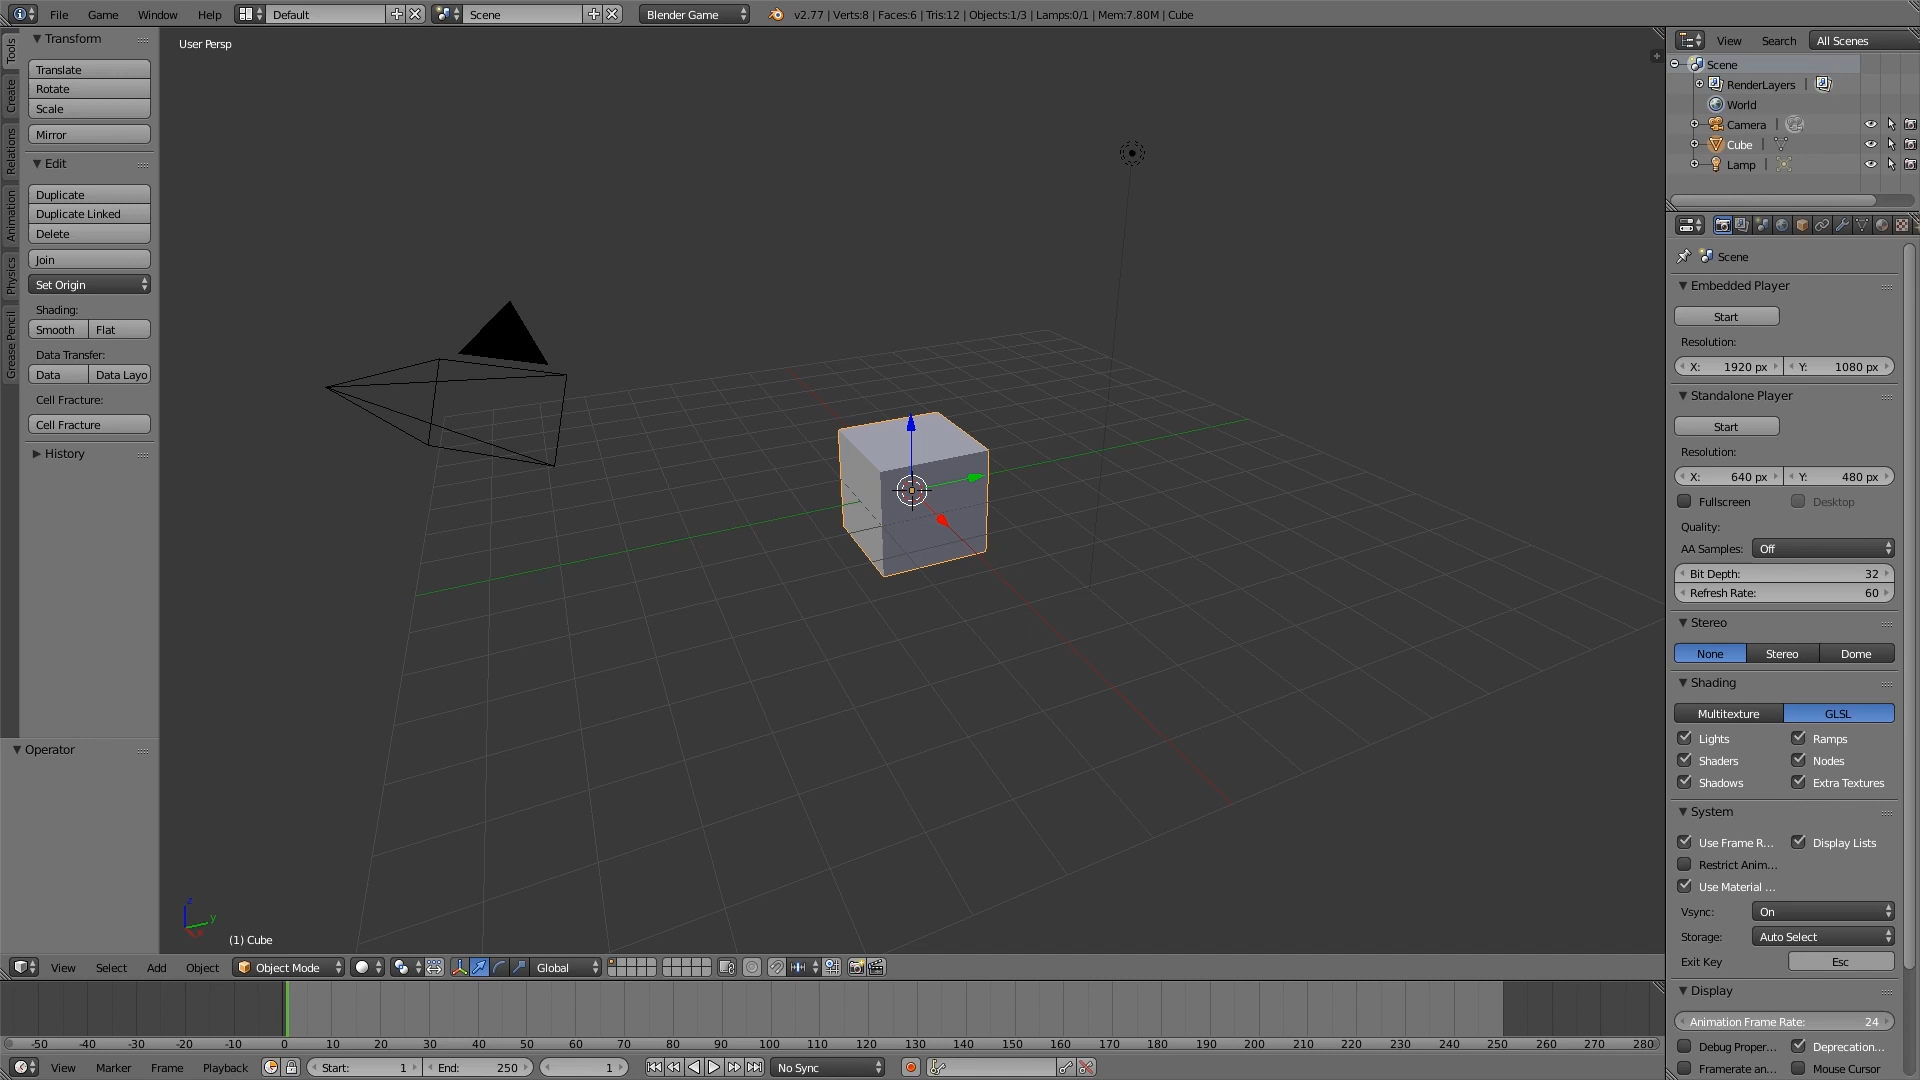 File Game Window Help Default Scene Blender Game v2.77 | Verts:8 | Faces:6 | Tris:12 | Objects:1/3 | Lamps:0/1 | Mem:7.80M | Cube
Tools
Create
Relations
Animation
Physics
Grease Pencil
Transform
Translate
Rotate
Scale
Mirror
Edit
Duplicate
Duplicate Linked
Delete
Join
Set Origin
Shading:
Smooth Flat
Data Transfer:
Data Data Layo
Cell Fracture:
Cell Fracture
History
Operator
User Persp
z
y
(1) Cube
View Select Add Object Object Mode Global
-50 -40 -30 -20 -10 0 10 20 30 40 50 60 70 80 90 100 110 120 130 140 150 160 170 180 190 200 210 220 230 240 250 260 270 280
View Marker Frame Playback Start: 1 End: 250 1 No Sync
View Search All Scenes
Scene
RenderLayers |
World
Camera |
Cube |
Lamp |
Scene
Embedded Player
Start
Resolution:
X: 1920 px Y: 1080 px
Standalone Player
Start
Resolution:
X: 640 px Y: 480 px
Fullscreen Desktop
Quality:
AA Samples: Off
Bit Depth: 32
Refresh Rate: 60
Stereo
None Stereo Dome
Shading
Multitexture GLSL
Lights Ramps
Shaders Nodes
Shadows Extra Textures
System
Use Frame R... Display Lists
Restrict Anim...
Use Material ...
Vsync: On
Storage: Auto Select
Exit Key Esc
Display
Animation Frame Rate: 24
Debug Proper... Deprecation...
Framerate an... Mouse Cursor